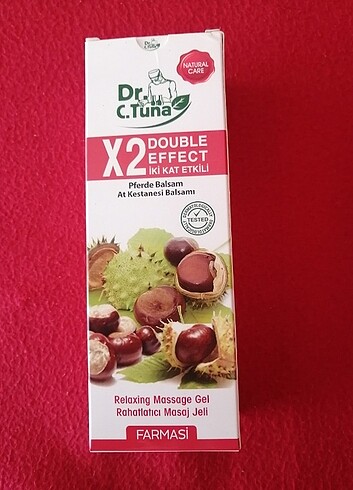 NATURAL
CARE
Dr.
C.Tuna
X2 DOUBLE
EFFECT
İKİ KAT ETKİLİ
Pferde Balsam
At Kestanesi Balsamı
TESTED
Relaxing Massage Gel
Rahatlatıcı Masaj Jeli
FARMASi